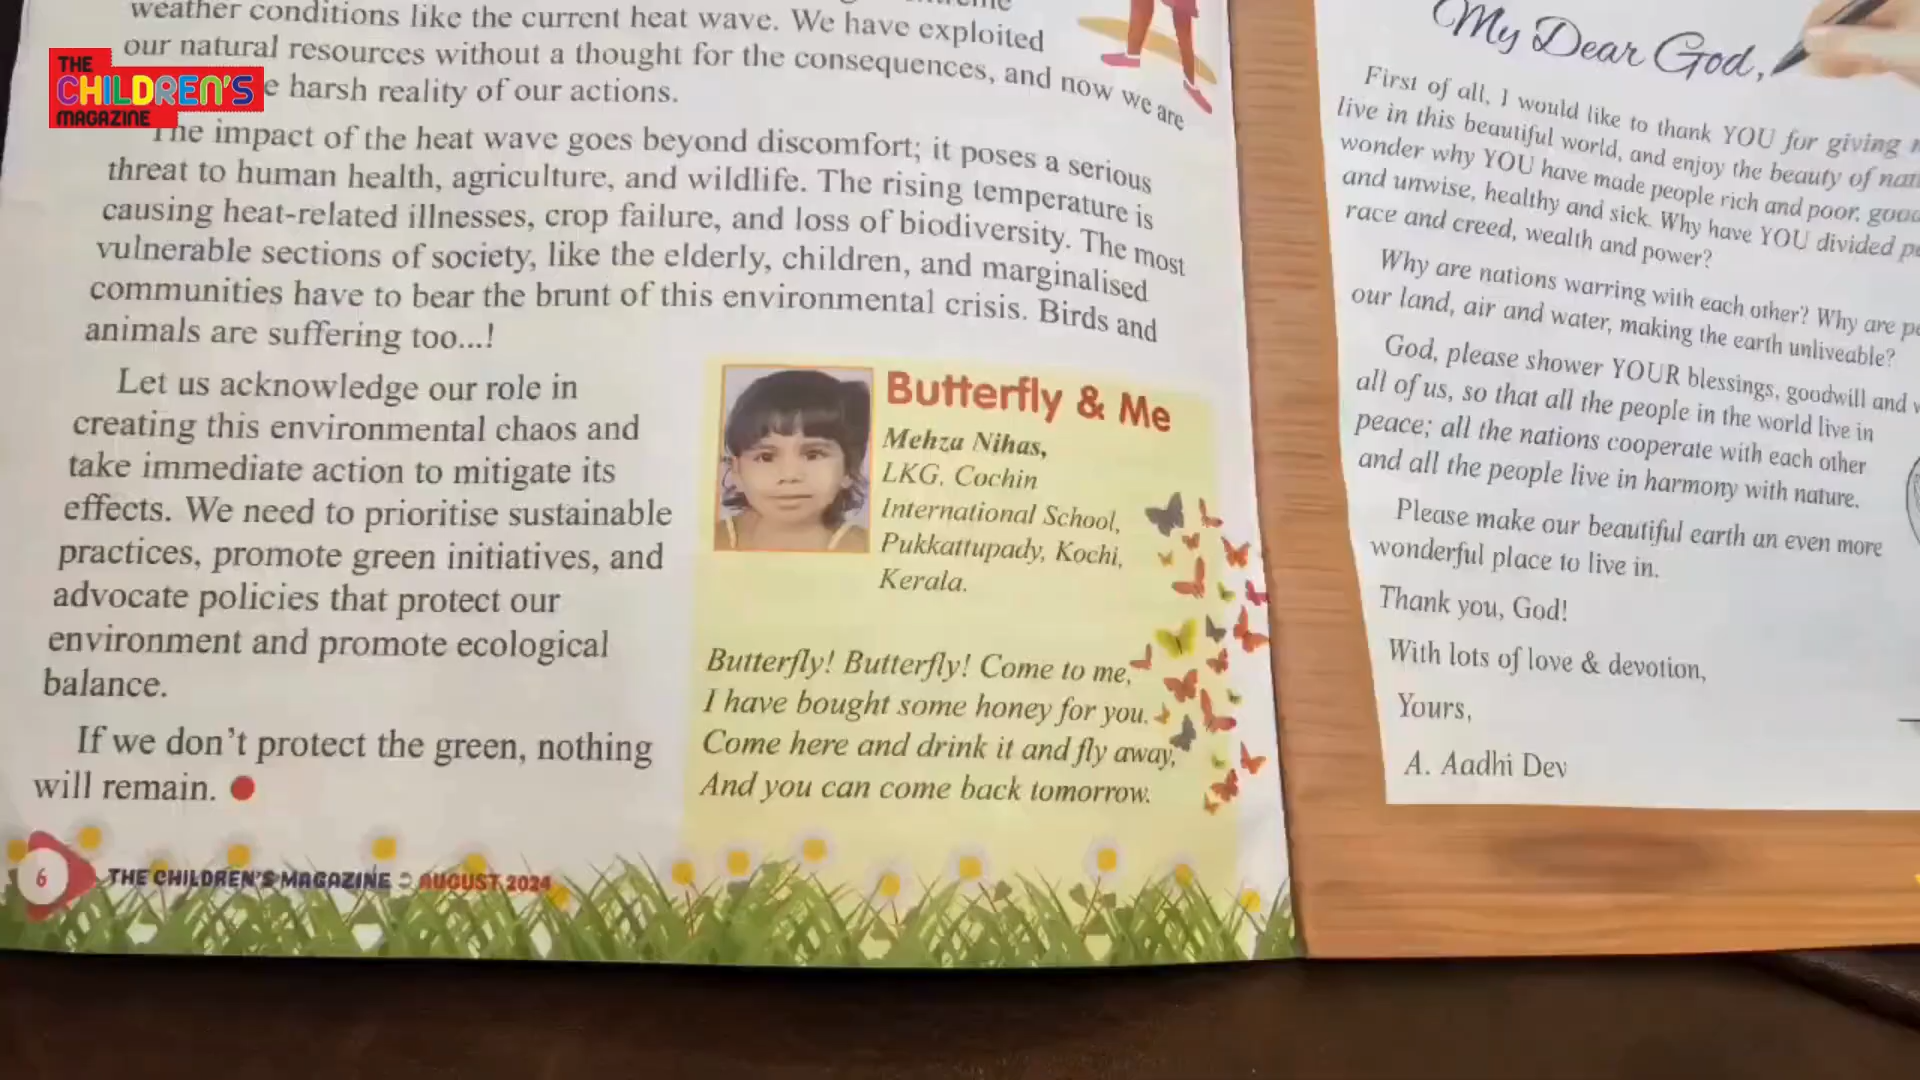 THE
CHILDREN'S
MAGAZINE
weather conditions like the current heat wave. We have exploited
our natural resources without a thought for the consequences, and now we are
e harsh reality of our actions.
The impact of the heat wave goes beyond discomfort; it poses a serious
threat to human health, agriculture, and wildlife. The rising temperature is
causing heat-related illnesses, crop failure, and loss of biodiversity. The most
vulnerable sections of society, like the elderly, children, and marginalised
communities have to bear the brunt of this environmental crisis. Birds and
animals are suffering too...!
Let us acknowledge our role in
creating this environmental chaos and
take immediate action to mitigate its
effects. We need to prioritise sustainable
practices, promote green initiatives, and
advocate policies that protect our
environment and promote ecological
balance.
If we don't protect the green, nothing
will remain.
Butterfly & Me
Mehza Nihas,
LKG, Cochin
International School,
Pukkattupady, Kochi,
Kerala.
Butterfly! Butterfly! Come to me,
I have bought some honey for you.
Come here and drink it and fly away,
And you can come back tomorrow.
6 THE CHILDREN'S MAGAZINE AUGUST 2024
My Dear God,
First of all, I would like to thank YOU for giving
live in this beautiful world, and enjoy the beauty of
wonder why YOU have made people rich and poor,
and unwise, healthy and sick. Why have YOU divided
race and creed, wealth and power?
Why are nations warring with each other? Why are
our land, air and water, making the earth unliveable?
God, please shower YOUR blessings, goodwill and
all of us, so that all the people in the world live in
peace; all the nations cooperate with each other
and all the people live in harmony with nature.
Please make our beautiful earth an even more
wonderful place to live in.
Thank you, God!
With lots of love & devotion,
Yours,
A. Aadhi Dev